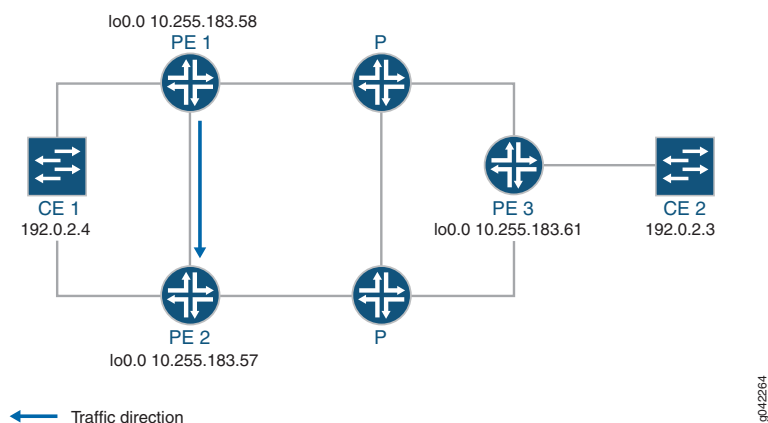 lo0.0 10.255.183.58
PE 1
P
CE 1
192.0.2.4
PE 3
lo0.0 10.255.183.61
CE 2
192.0.2.3
PE 2
lo0.0 10.255.183.57
P
Traffic direction
g042264